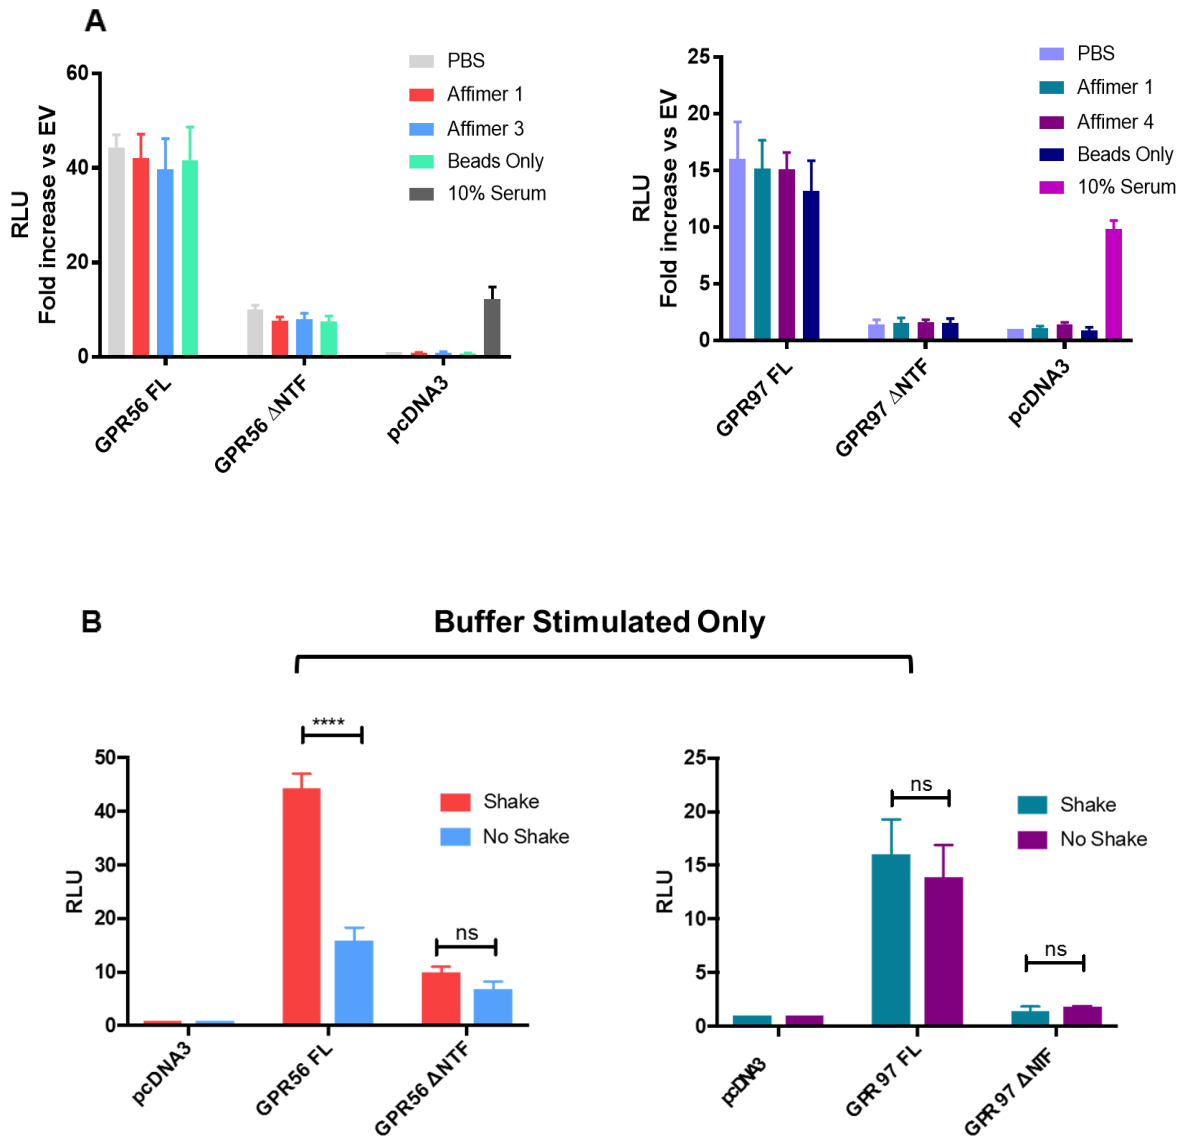 A
RLU
Fold increase vs EV
60
40
20
0
PBS
Affimer 1
Affimer 3
Beads Only
10% Serum
GPR56 FL
GPR56 ΔNTF
pcDNA3
RLU
Fold increase vs EV
25
20
15
10
5
0
PBS
Affimer 1
Affimer 4
Beads Only
10% Serum
GPR97 FL
GPR97 ΔNTF
pcDNA3
B
Buffer Stimulated Only
RLU
50
40
30
20
10
0
****
ns
Shake
No Shake
pcDNA3
GPR56 FL
GPR56 ΔNTF
RLU
25
20
15
10
5
0
ns
ns
Shake
No Shake
pcDNA3
GPR 97 FL
GPR 97 ΔNTF